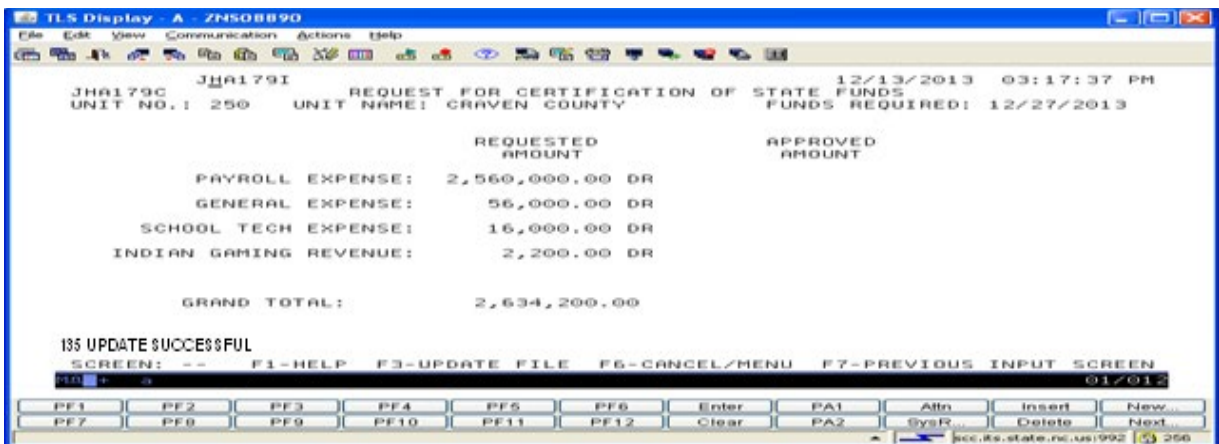 TLS Display - A - ZNSO8890
File Edit View Communication Actions Help
JHA179I 12/13/2013 03:17:37 PM
JHA179C REQUEST FOR CERTIFICATION OF STATE FUNDS
UNIT NO.: 250 UNIT NAME: CRAVEN COUNTY FUNDS REQUIRED: 12/27/2013
REQUESTED APPROVED
AMOUNT AMOUNT
PAYROLL EXPENSE: 2,560,000.00 DR
GENERAL EXPENSE: 56,000.00 DR
SCHOOL TECH EXPENSE: 16,000.00 DR
INDIAN GAMING REVENUE: 2,200.00 DR
GRAND TOTAL: 2,634,200.00
135 UPDATE SUCCESSFUL
SCREEN: -- F1-HELP F3-UPDATE FILE F6-CANCEL/MENU F7-PREVIOUS INPUT SCREEN
+ a 01/012
PF1 PF2 PF3 PF4 PF5 PF6 Enter PA1 Attn Insert New...
PF7 PF8 PF9 PF10 PF11 PF12 Clear PA2 SysR... Delete Next...
scc.its.state.nc.us:992 256